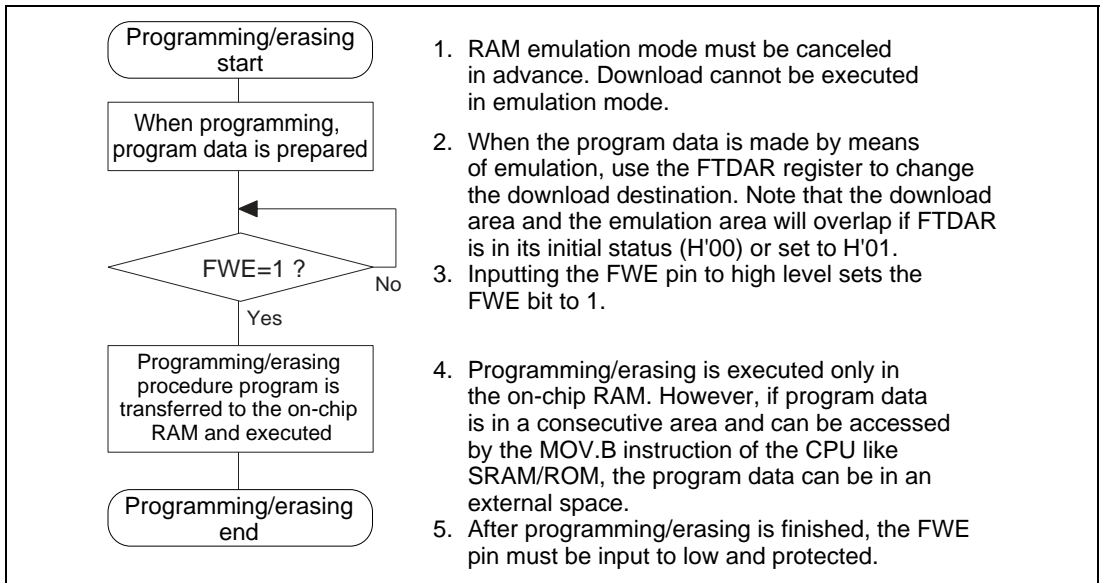 Programming/erasing
start
When programming,
program data is prepared
FWE=1 ?
No
Yes
Programming/erasing
procedure program is
transferred to the on-chip
RAM and executed
Programming/erasing
end
1. RAM emulation mode must be canceled
in advance. Download cannot be executed
in emulation mode.
2. When the program data is made by means
of emulation, use the FTDAR register to change
the download destination. Note that the download
area and the emulation area will overlap if FTDAR
is in its initial status (H'00) or set to H'01.
3. Inputting the FWE pin to high level sets the
FWE bit to 1.
4. Programming/erasing is executed only in
the on-chip RAM. However, if program data
is in a consecutive area and can be accessed
by the MOV.B instruction of the CPU like
SRAM/ROM, the program data can be in an
external space.
5. After programming/erasing is finished, the FWE
pin must be input to low and protected.